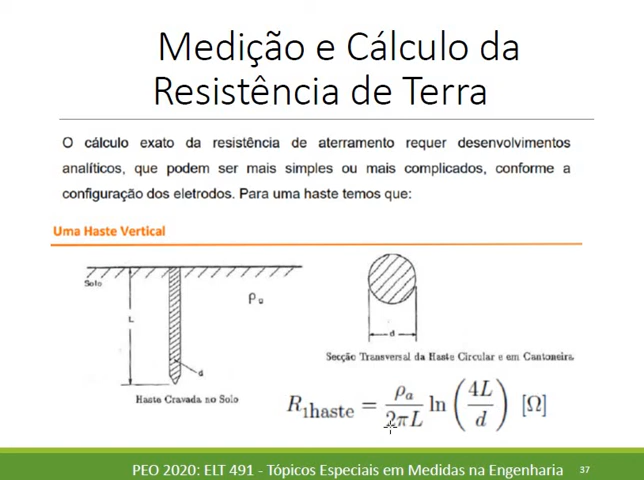 Medição e Cálculo da
Resistência de Terra
O cálculo exato da resistência de aterramento requer desenvolvimentos
analíticos, que podem ser mais simples ou mais complicados, conforme a
configuração dos eletrodos. Para uma haste temos que:
Uma Haste Vertical
Solo
ρa
L
d
Haste Cravada no Solo
d
Secção Transversal da Haste Circular e em Cantoneira
R1haste = ρa/2πL ln (4L/d) [Ω]
PEO 2020: ELT 491 - Tópicos Especiais em Medidas na Engenharia 37